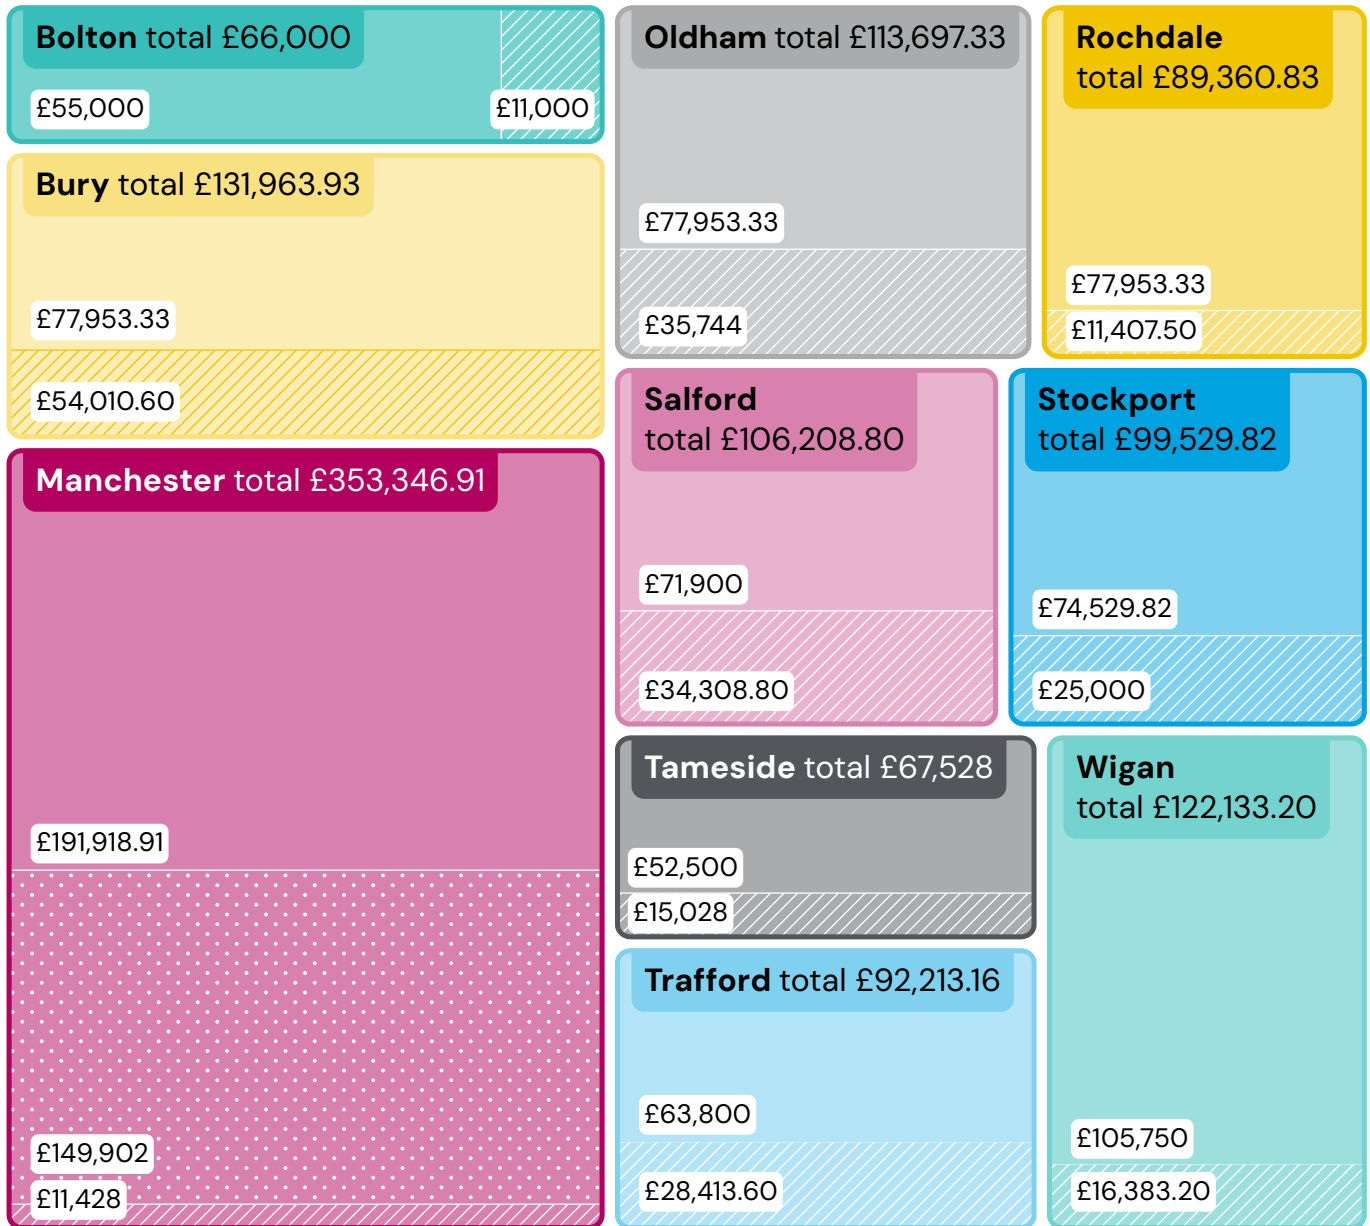 Bolton total £66,000
£55,000
£11,000
Bury total £131,963.93
£77,953.33
£54,010.60
Manchester total £353,346.91
£191,918.91
£149,902
£11,428
Oldham total £113,697.33
£77,953.33
£35,744
Rochdale
total £89,360.83
£77,953.33
£11,407.50
Salford
total £106,208.80
£71,900
£34,308.80
Stockport
total £99,529.82
£74,529.82
£25,000
Tameside total £67,528
£52,500
£15,028
Trafford total £92,213.16
£63,800
£28,413.60
Wigan
total £122,133.20
£105,750
£16,383.20